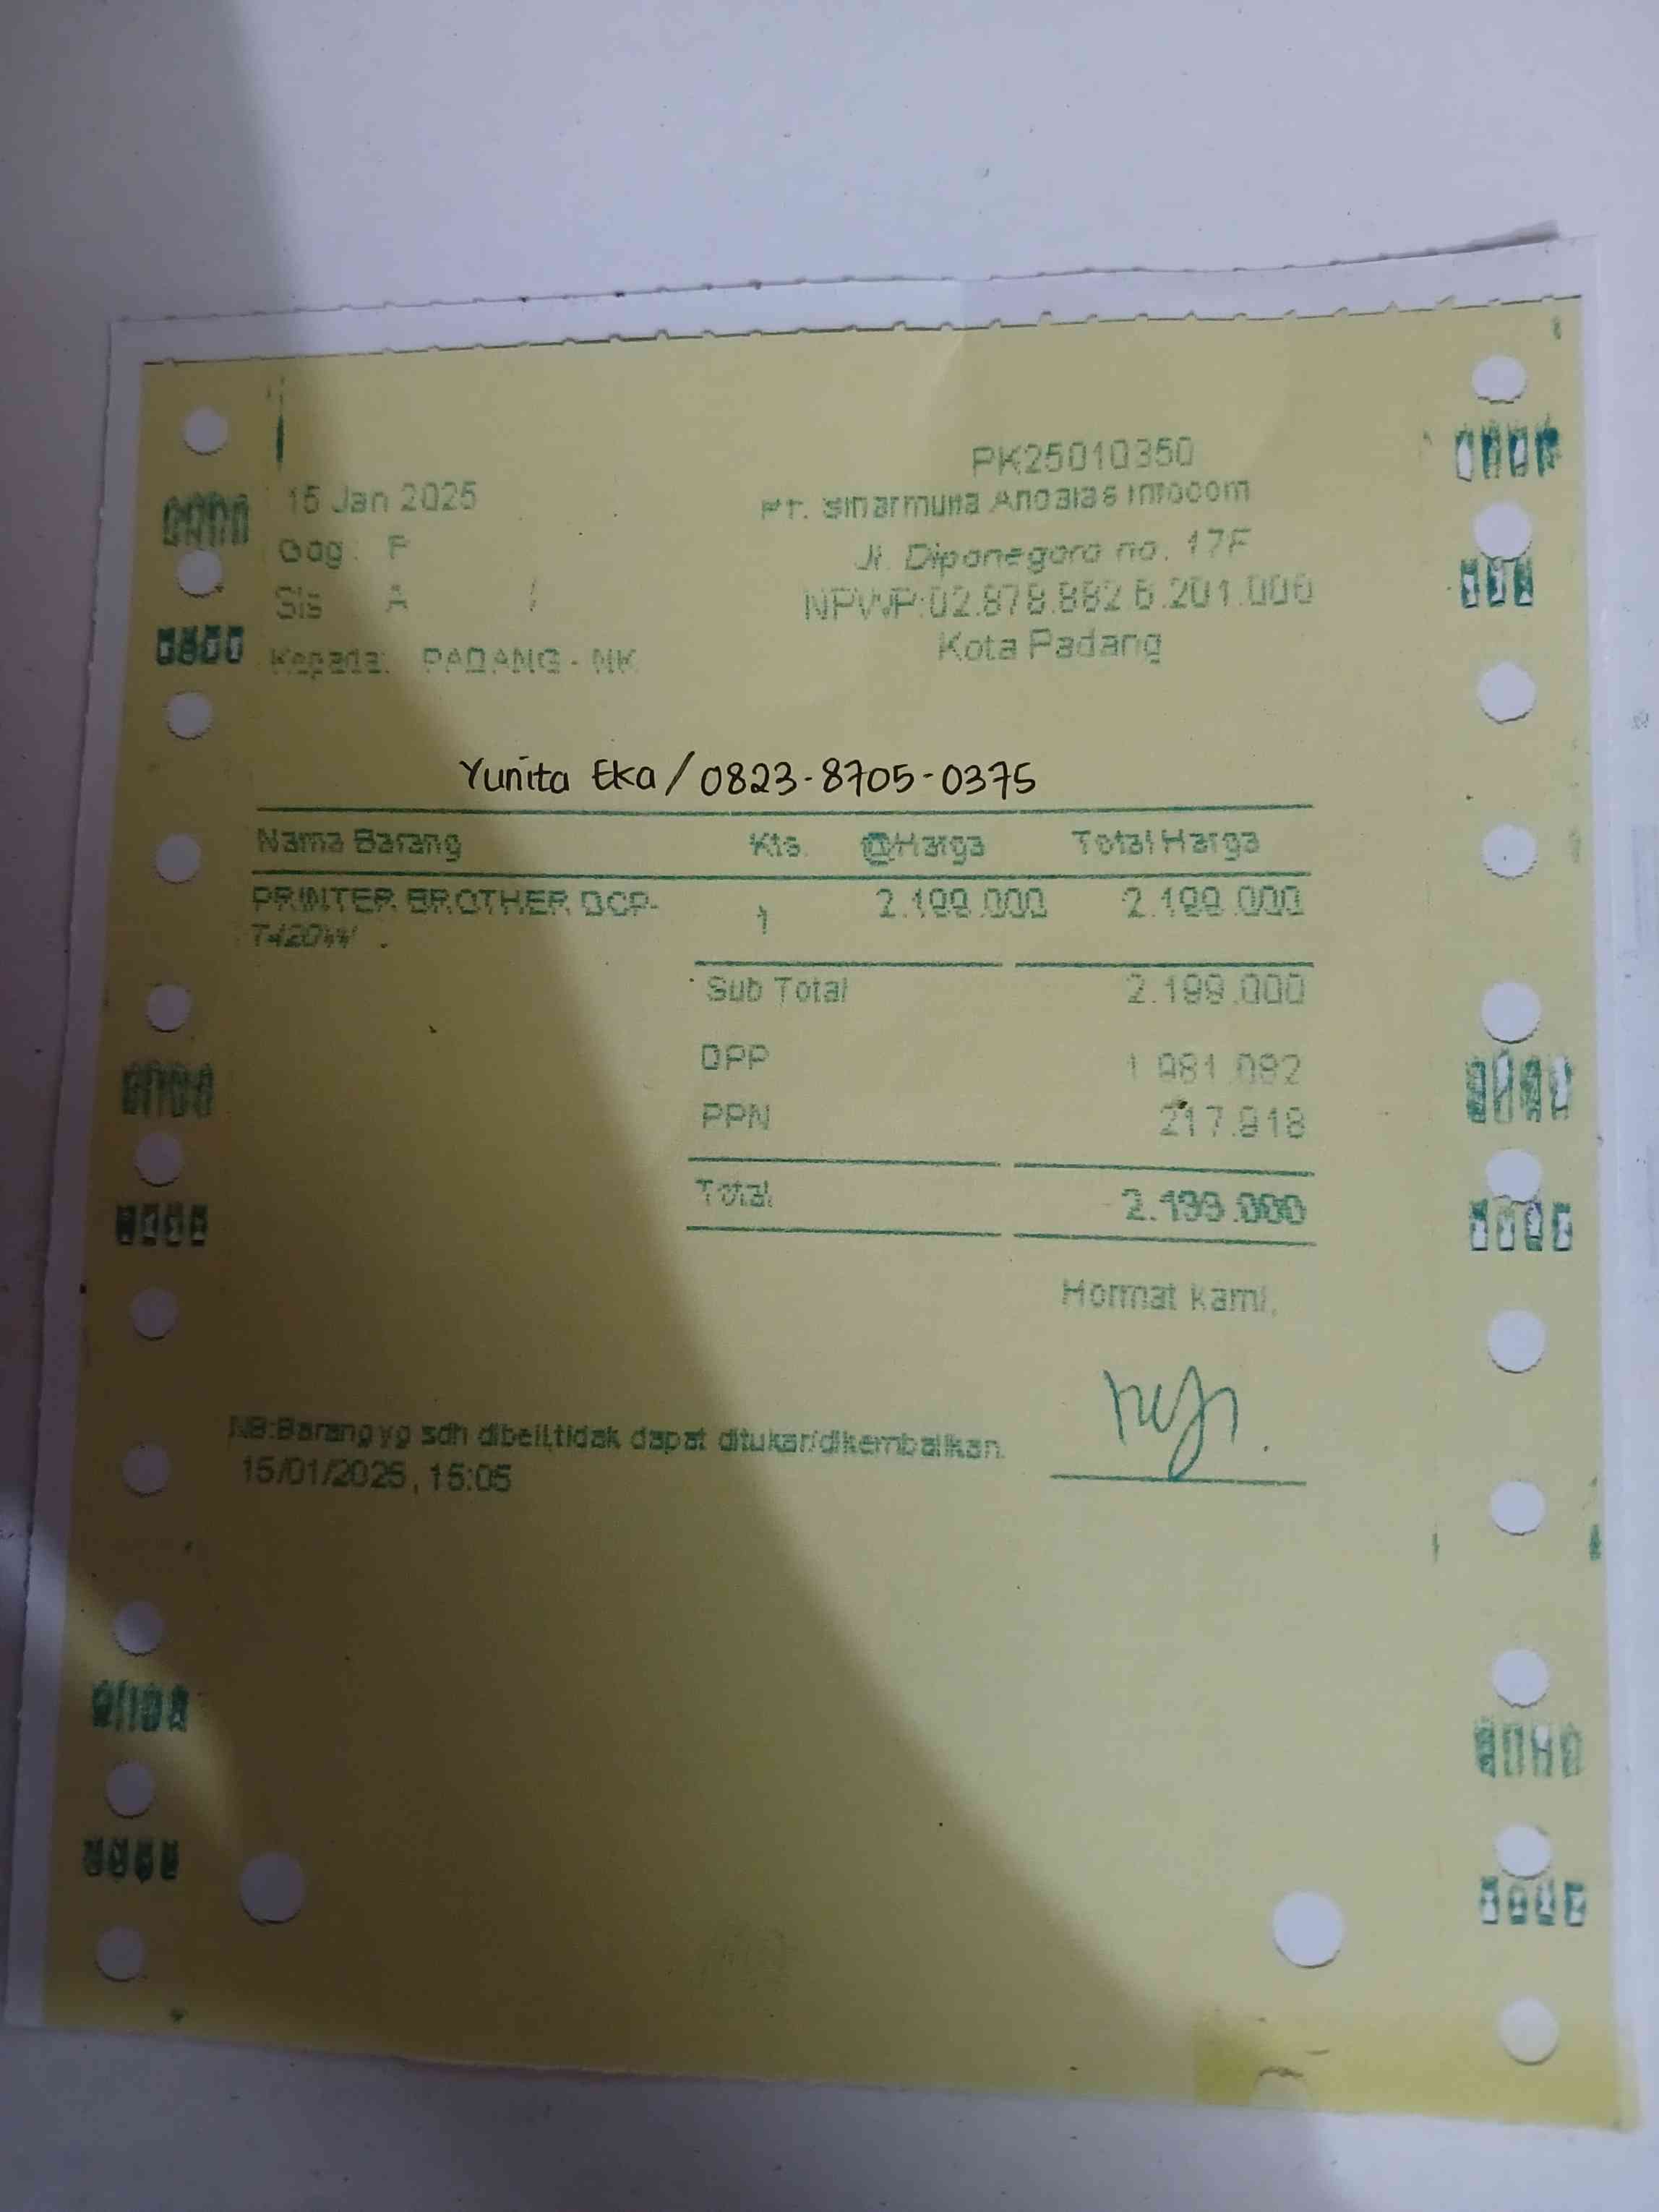 PK25010350
15 Jan 2025
Pt. Sinarmulia Andalas Infocom
Gdg : P
Jl. Diponegoro no. 17F
Sls A /
NPWP:02.878.882.6.201.000
Kepada: PADANG - NK
Kota Padang
Yunita Eka / 0823-8705-0375
Nama Barang Kts. @Harga Total Harga
PRINTER BROTHER DCP- 1 2.199.000 2.199.000
T420W
Sub Total 2.199.000
DPP 1.981.082
PPN 217.918
Total 2.199.000
Hormat kami,
NB:Barang yg sdh dibeli,tidak dapat ditukar/dikembalikan.
15/01/2025, 15:05